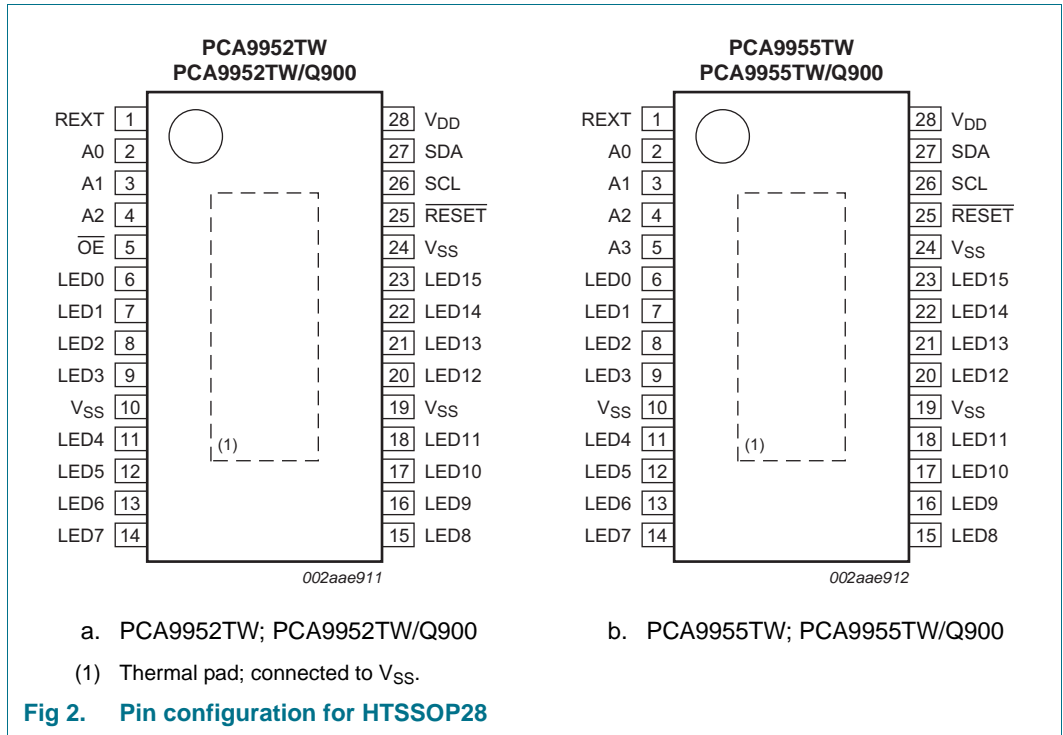 PCA9952TW
PCA9952TW/Q900
REXT 1
A0 2
A1 3
A2 4
OE 5
LED0 6
LED1 7
LED2 8
LED3 9
VSS 10
LED4 11
LED5 12
LED6 13
LED7 14
28 VDD
27 SDA
26 SCL
25 RESET
24 VSS
23 LED15
22 LED14
21 LED13
20 LED12
19 VSS
18 LED11
17 LED10
16 LED9
15 LED8
(1)
002aae911
a. PCA9952TW; PCA9952TW/Q900
PCA9955TW
PCA9955TW/Q900
REXT 1
A0 2
A1 3
A2 4
A3 5
LED0 6
LED1 7
LED2 8
LED3 9
VSS 10
LED4 11
LED5 12
LED6 13
LED7 14
28 VDD
27 SDA
26 SCL
25 RESET
24 VSS
23 LED15
22 LED14
21 LED13
20 LED12
19 VSS
18 LED11
17 LED10
16 LED9
15 LED8
(1)
002aae912
b. PCA9955TW; PCA9955TW/Q900
(1) Thermal pad; connected to VSS.
Fig 2. Pin configuration for HTSSOP28